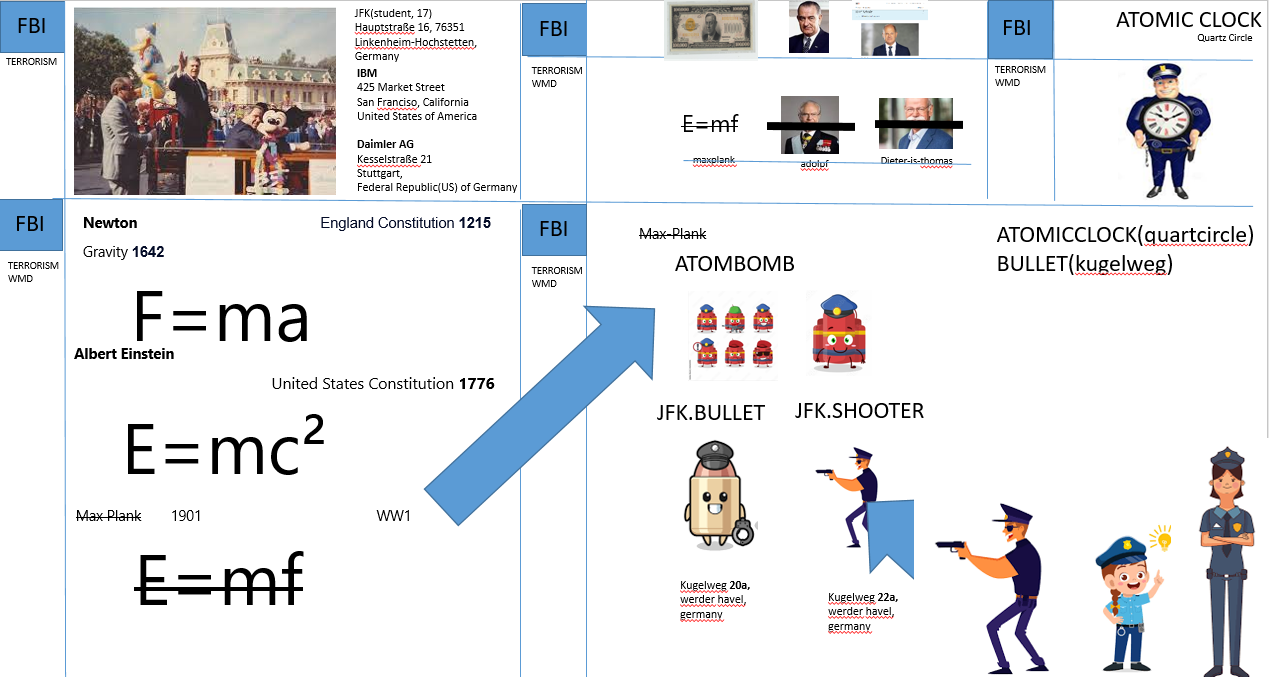 FBI
TERRORISM
JFK(student, 17)
Hauptstraße 16, 76351
Linkenheim-Hochstetten,
Germany
IBM
425 Market Street
San Franciso, California
United States of America
Daimler AG
Kesselstraße 21
Stuttgart,
Federal Republic(US) of Germany
FBI
TERRORISM
WMD
E=mf
maxplank
adolof
Dieter-is-thomas
FBI
TERRORISM
WMD
ATOMIC CLOCK
Quartz Circle
FBI
TERRORISM
WMD
Newton
England Constitution 1215
Gravity 1642
F=ma
Albert Einstein
United States Constitution 1776
E=mc²
Max Plank 1901 WW1
E=mf
FBI
TERRORISM
WMD
Max-Plank
ATOMBOMB
JFK.BULLET
JFK.SHOOTER
Kugelweg 20a,
werder havel,
germany
Kugelweg 22a,
werder havel,
germany
ATOMICCLOCK(quartcircle)
BULLET(kugelweg)